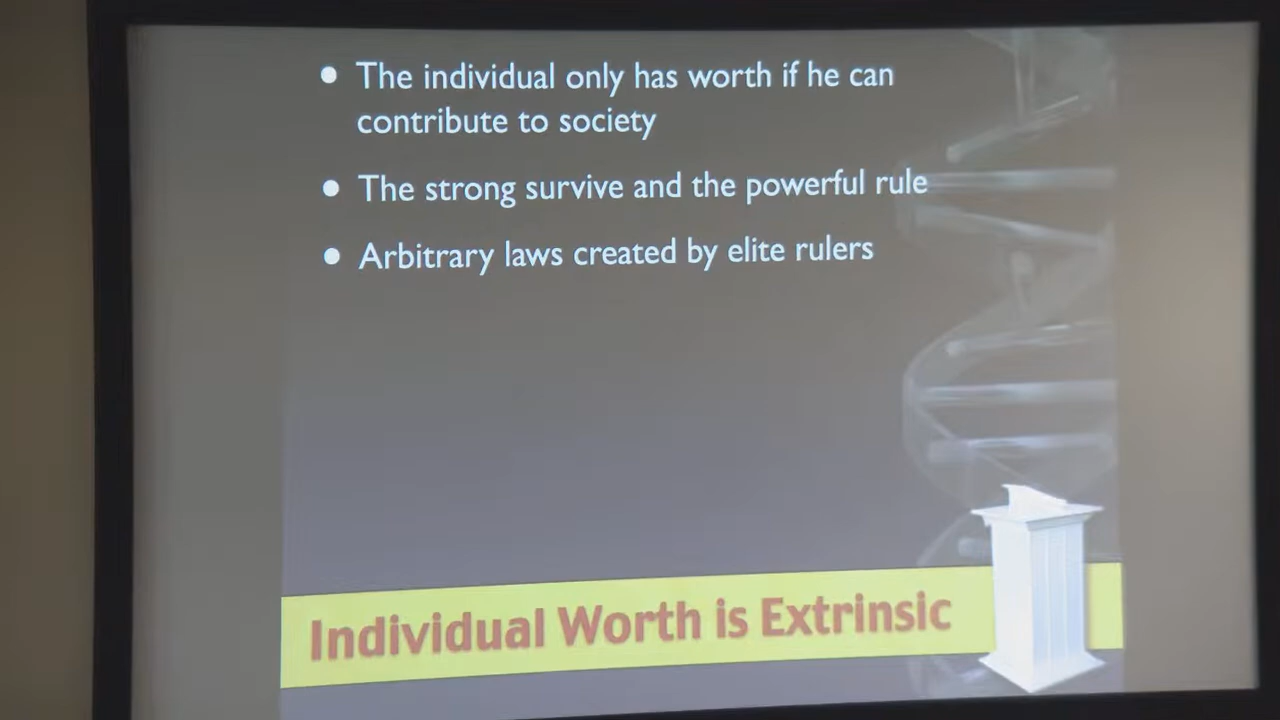 • The individual only has worth if he can
contribute to society
• The strong survive and the powerful rule
• Arbitrary laws created by elite rulers
Individual Worth is Extrinsic